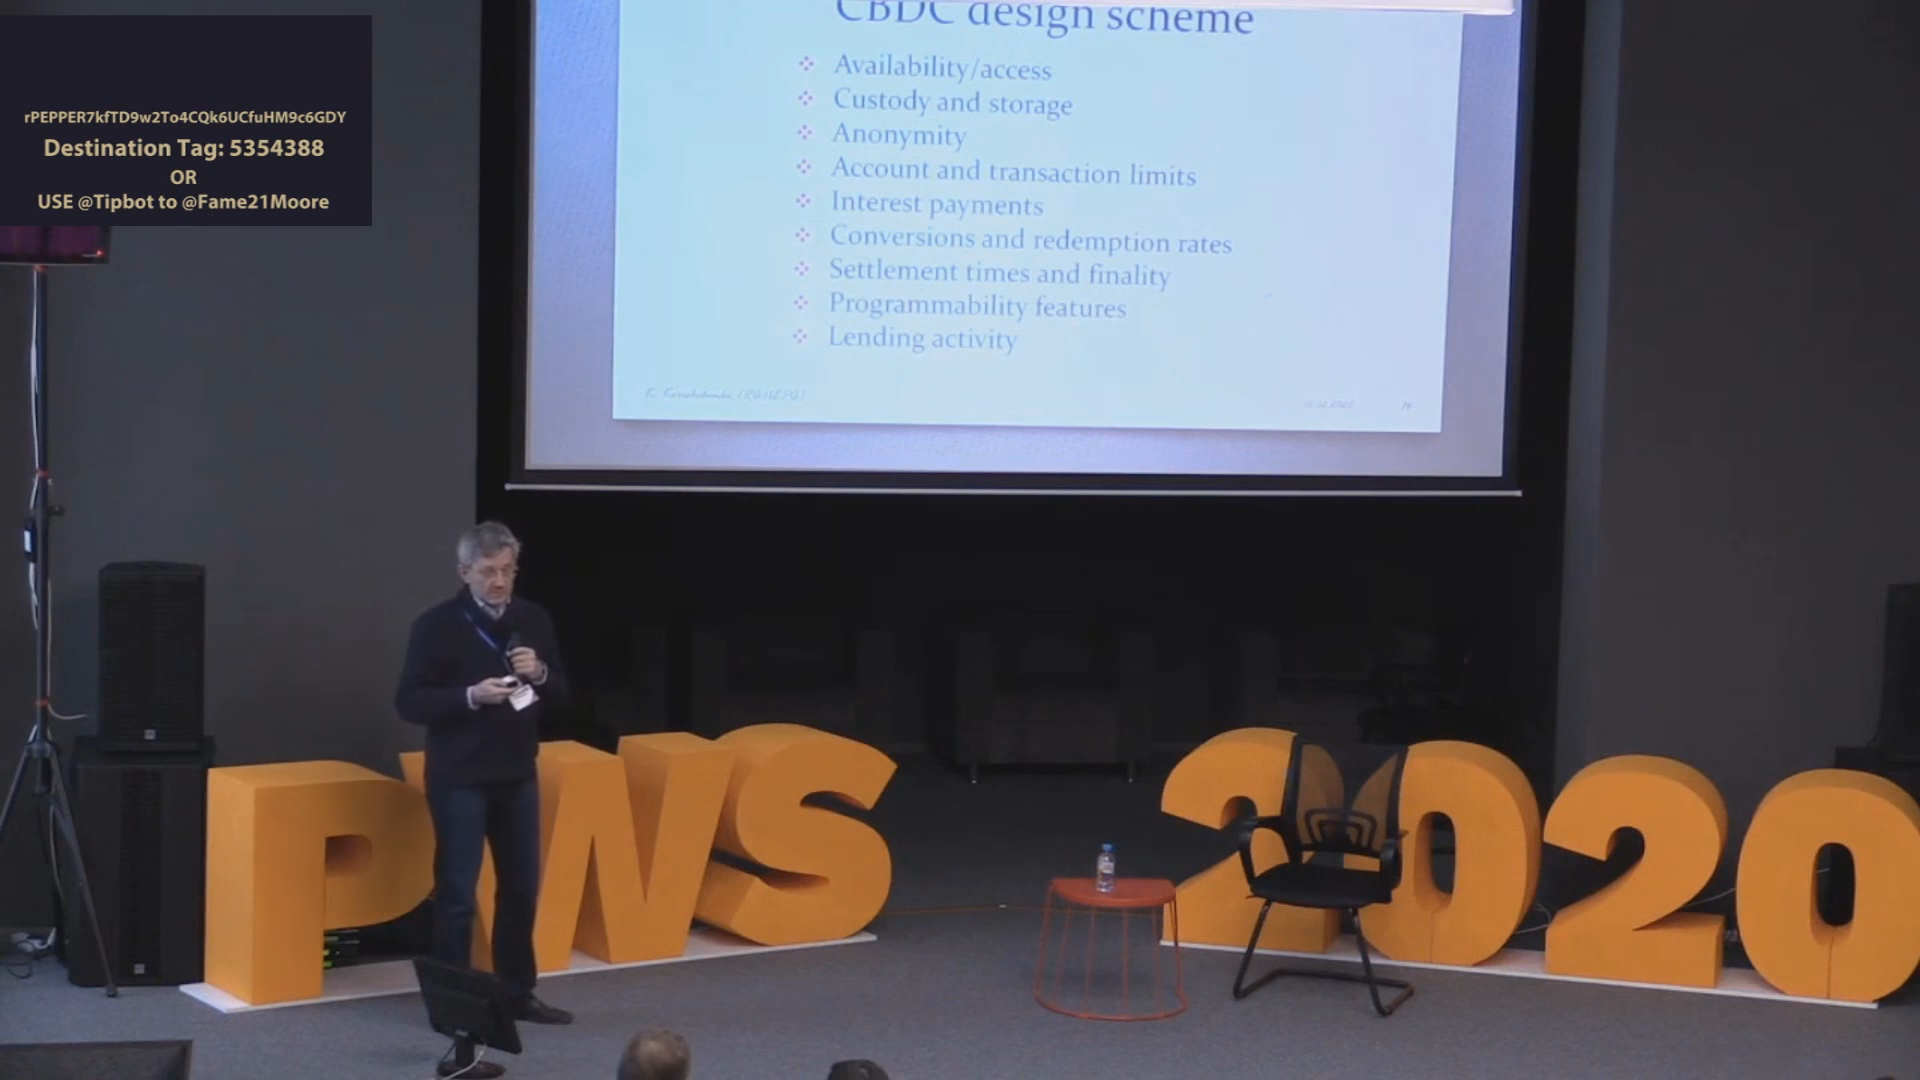 rPEPPER7kfTD9w2To4CQk6UCfuHM9c6GDY
Destination Tag: 5354388
OR
USE @Tipbot to @Fame21Moore
CBDC design scheme
Availability/access
Custody and storage
Anonymity
Account and transaction limits
Interest payments
Conversions and redemption rates
Settlement times and finality
Programmability features
Lending activity
PWS 2020